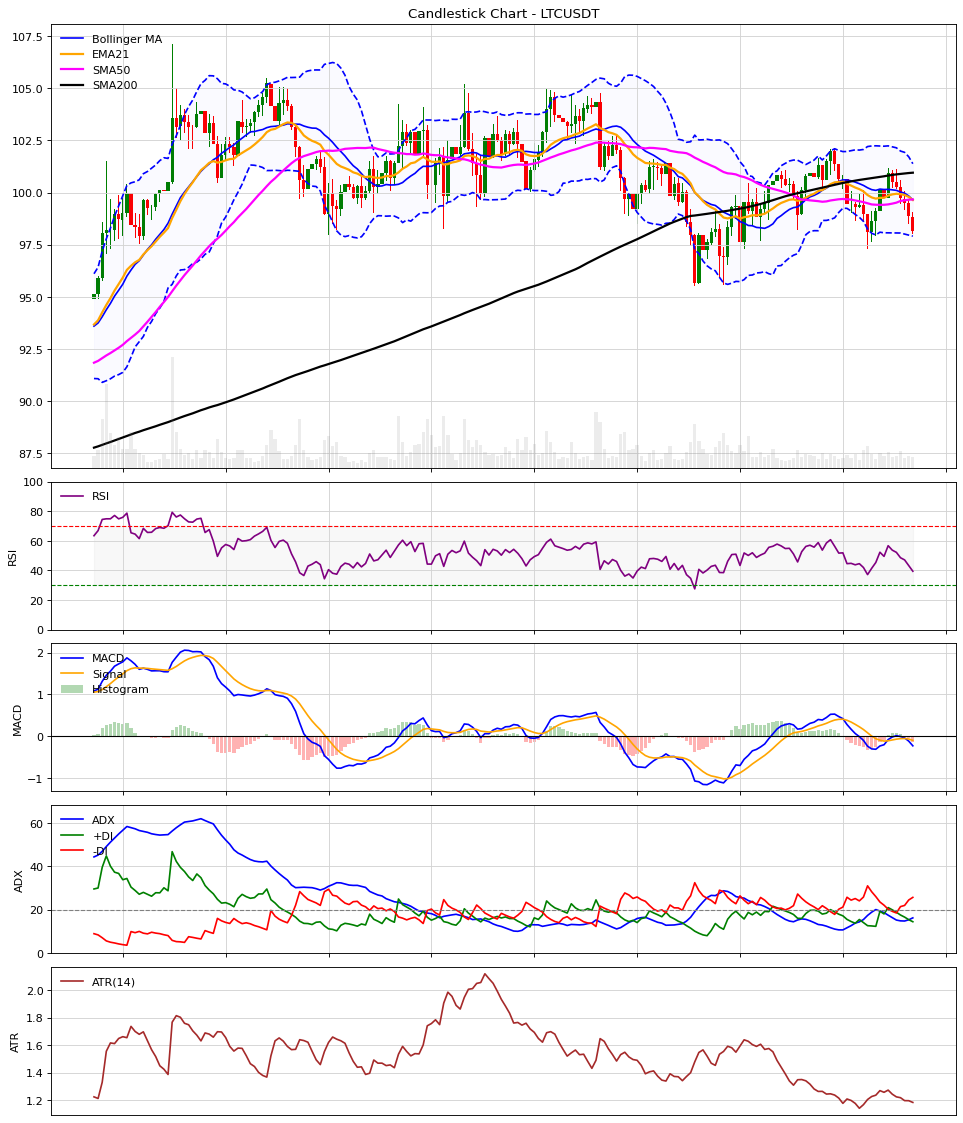 Candlestick Chart - LTCUSDT
107.5
105.0
102.5
100.0
97.5
95.0
92.5
90.0
87.5
Bollinger MA
EMA21
SMA50
SMA200
100
80
60
40
20
0
RSI
RSI
2
1
0
−1
MACD
MACD
Signal
Histogram
60
40
20
0
ADX
ADX
+DI
-DI
2.0
1.8
1.6
1.4
1.2
ATR
ATR(14)